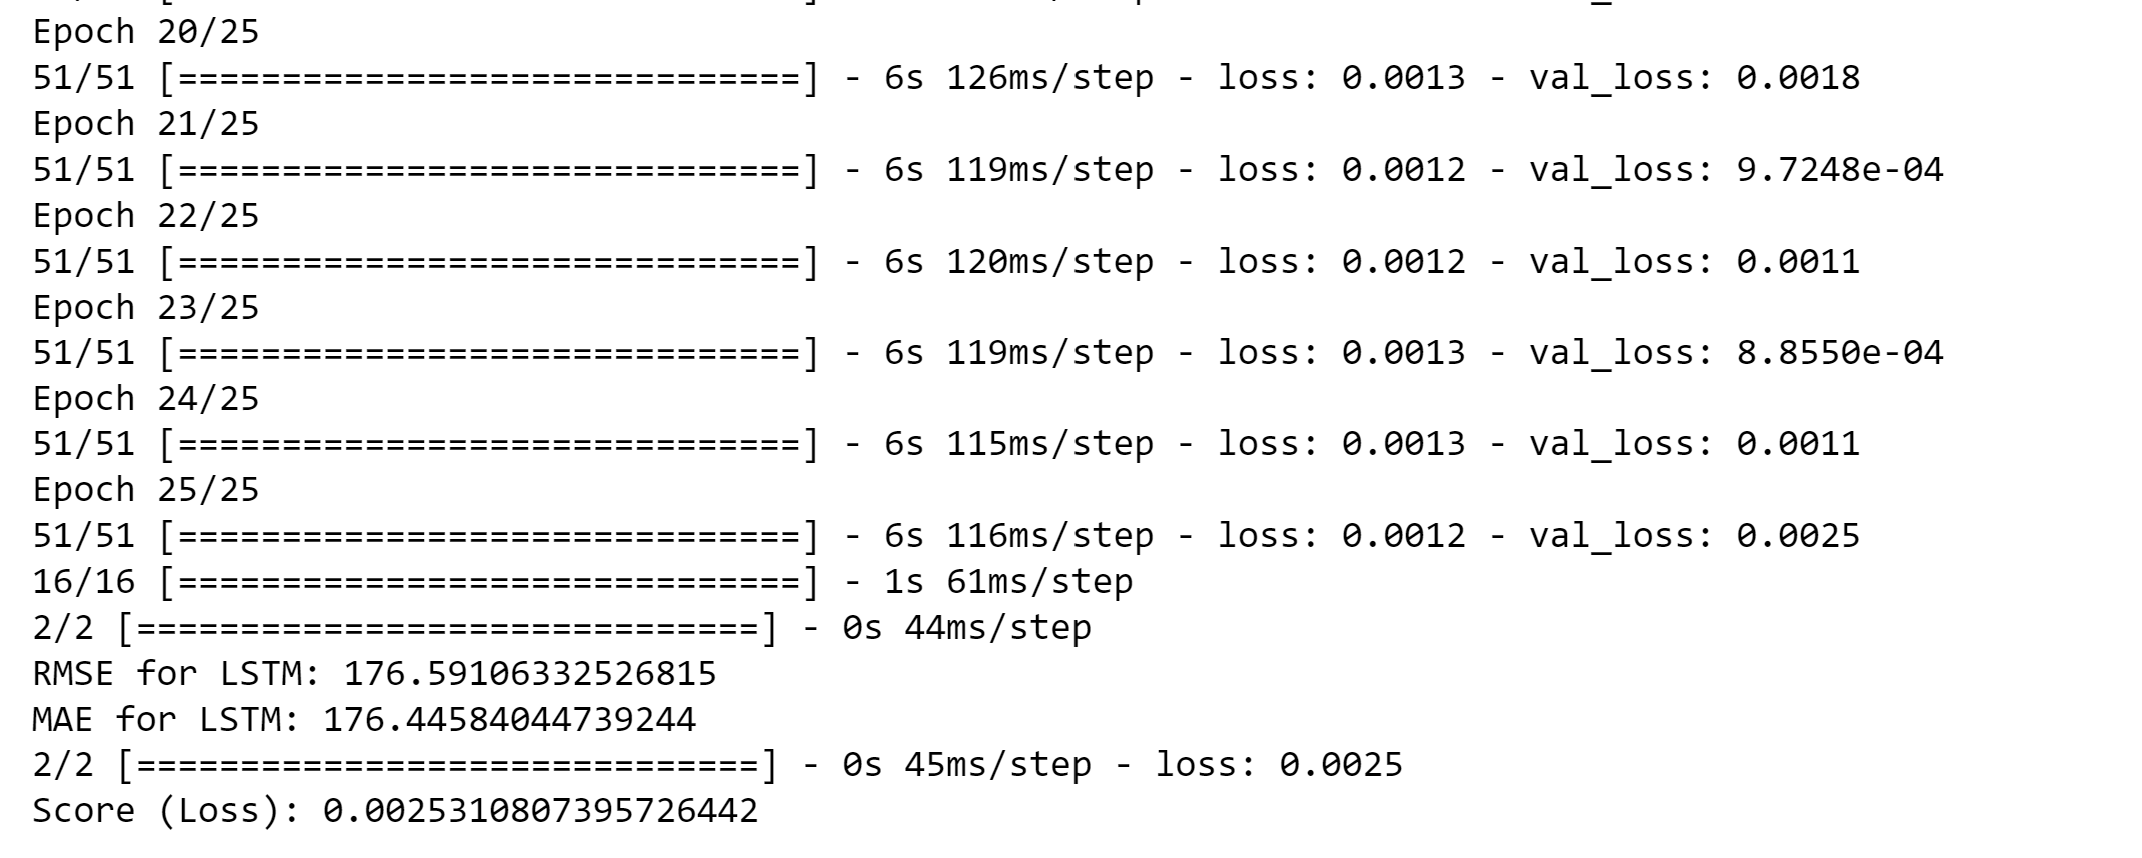 Epoch 20/25
51/51 [==============================] - 6s 126ms/step - loss: 0.0013 - val_loss: 0.0018
Epoch 21/25
51/51 [==============================] - 6s 119ms/step - loss: 0.0012 - val_loss: 9.7248e-04
Epoch 22/25
51/51 [==============================] - 6s 120ms/step - loss: 0.0012 - val_loss: 0.0011
Epoch 23/25
51/51 [==============================] - 6s 119ms/step - loss: 0.0013 - val_loss: 8.8550e-04
Epoch 24/25
51/51 [==============================] - 6s 115ms/step - loss: 0.0013 - val_loss: 0.0011
Epoch 25/25
51/51 [==============================] - 6s 116ms/step - loss: 0.0012 - val_loss: 0.0025
16/16 [==============================] - 1s 61ms/step
2/2 [==============================] - 0s 44ms/step
RMSE for LSTM: 176.59106332526815
MAE for LSTM: 176.44584044739244
2/2 [==============================] - 0s 45ms/step - loss: 0.0025
Score (Loss): 0.0025310807395726442